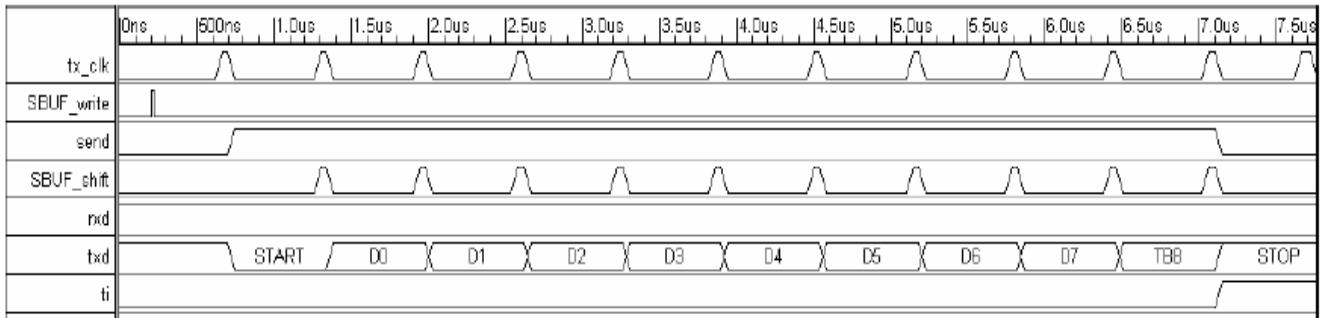 0ns 500ns 1.0us 1.5us 2.0us 2.5us 3.0us 3.5us 4.0us 4.5us 5.0us 5.5us 6.0us 6.5us 7.0us 7.5us
tx_clk
SBUF_write
send
SBUF_shift
rxd
txd START D0 D1 D2 D3 D4 D5 D6 D7 TB8 STOP
ti